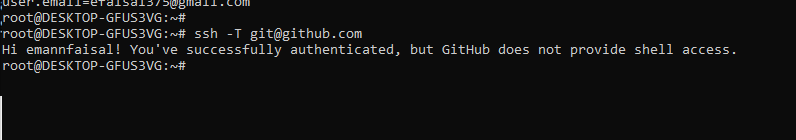 user.email=efaisal375@gmail.com
root@DESKTOP-GFUS3VG:~#
root@DESKTOP-GFUS3VG:~# ssh -T git@github.com
Hi emannfaisal! You've successfully authenticated, but GitHub does not provide shell access.
root@DESKTOP-GFUS3VG:~#